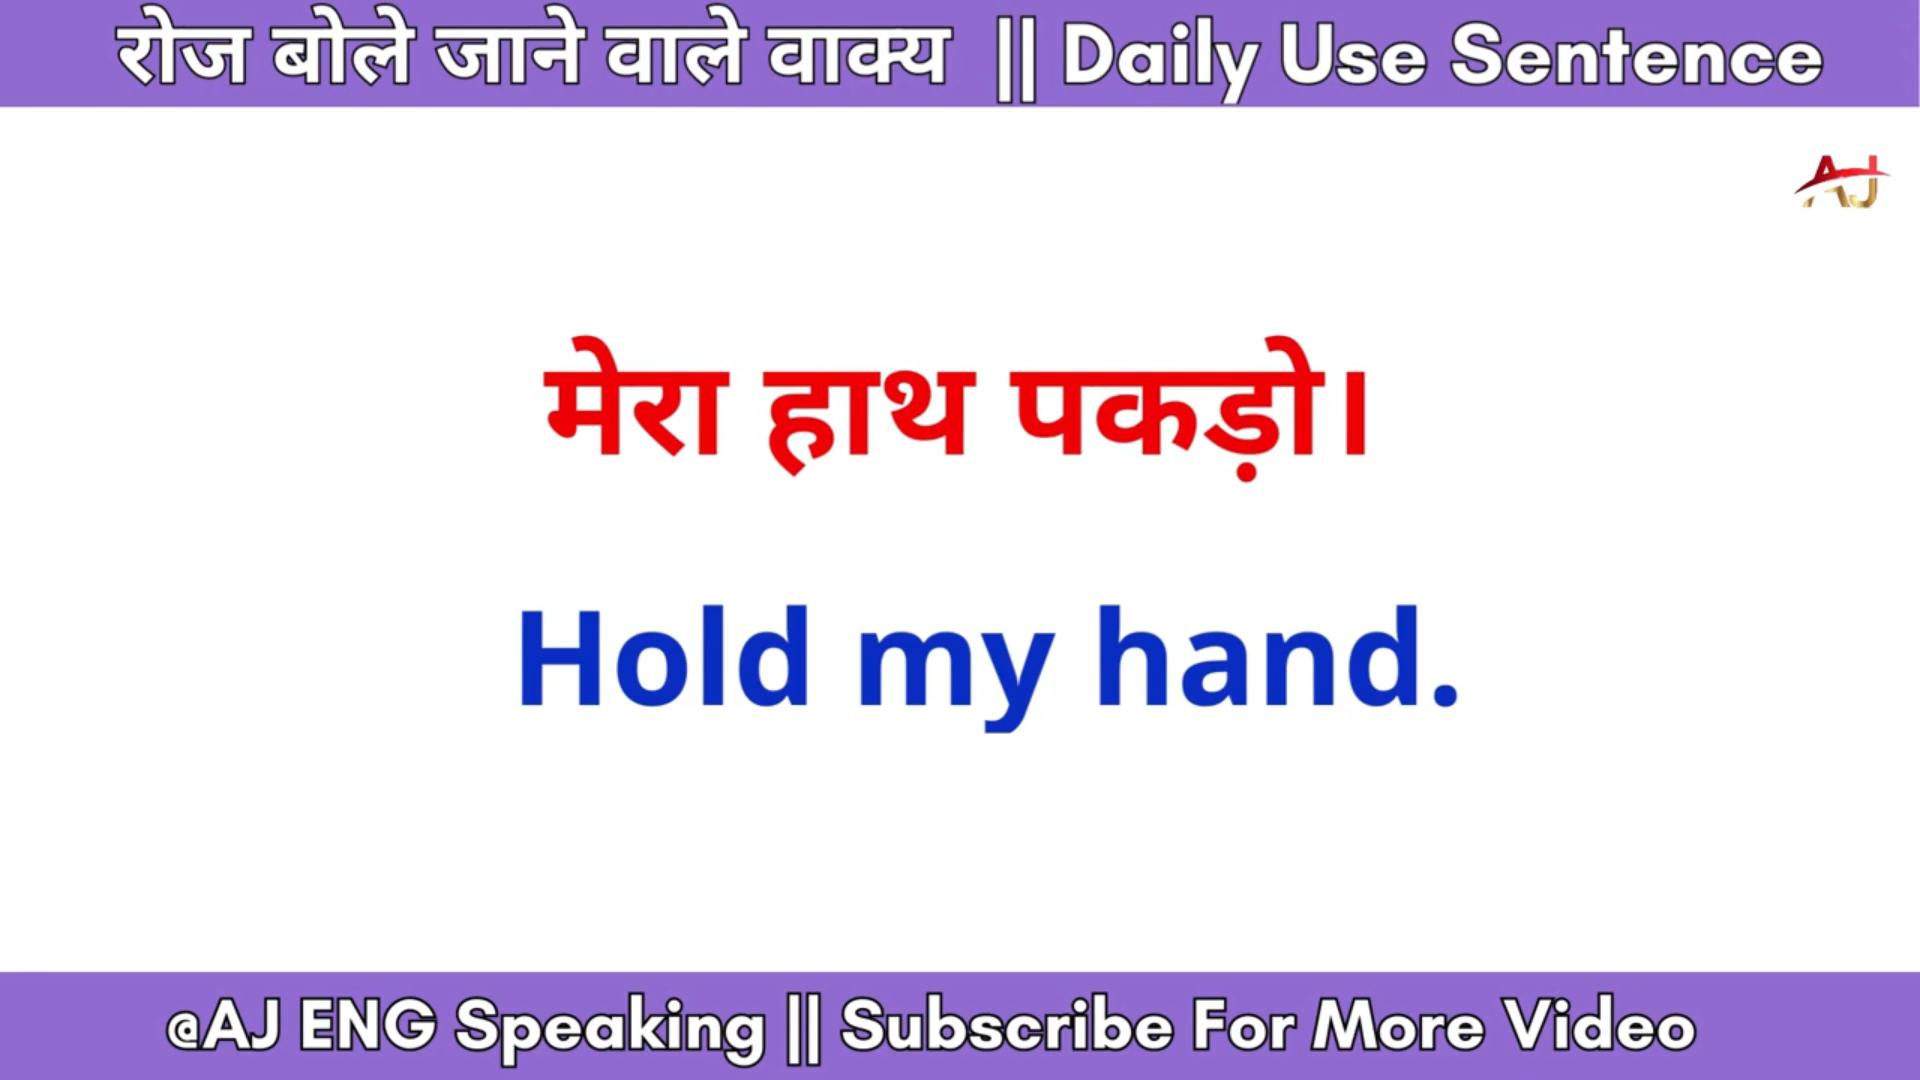 रोज बोले जाने वाले वाक्य || Daily Use Sentence
AJ
मेरा हाथ पकड़ो।
Hold my hand.
@AJ ENG Speaking || Subscribe For More Video